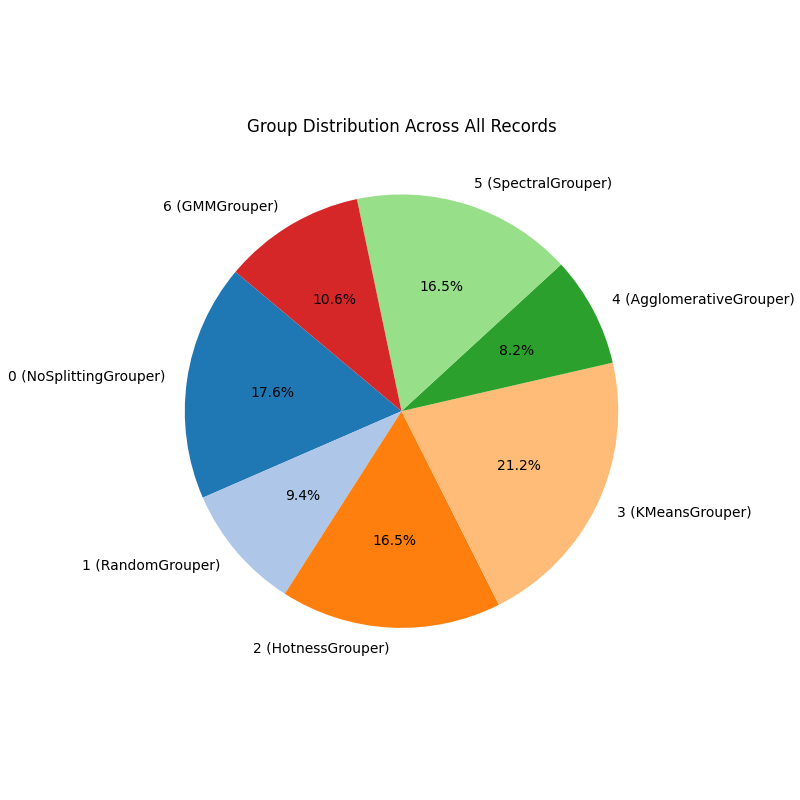 Group Distribution Across All Records
5 (SpectralGrouper)
6 (GMMGrouper)
16.5%
10.6%
4 (AgglomerativeGrouper)
8.2%
0 (NoSplittingGrouper)
17.6%
21.2%
9.4%
3 (KMeansGrouper)
16.5%
1 (RandomGrouper)
2 (HotnessGrouper)